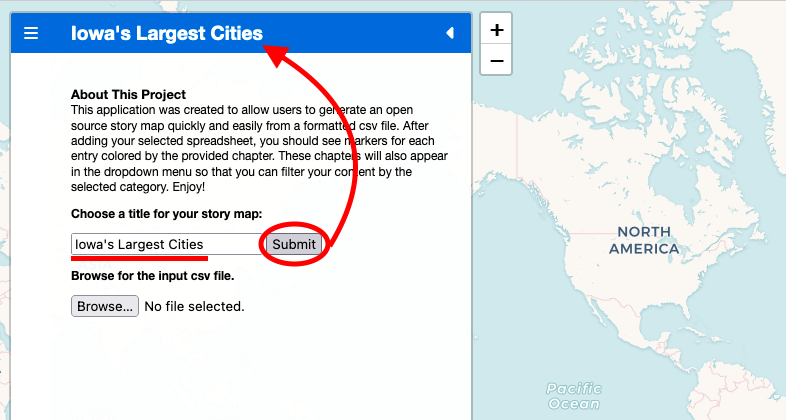 Iowa's Largest Cities
+
−
About This Project
This application was created to allow users to generate an open
source story map quickly and easily from a formatted csv file. After
adding your selected spreadsheet, you should see markers for each
entry colored by the provided chapter. These chapters will also appear
in the dropdown menu so that you can filter your content by the
selected category. Enjoy!
Choose a title for your story map:
Iowa's Largest Cities Submit
Browse for the input csv file.
Browse... No file selected.
NORTH
AMERICA
Pacific
Ocean